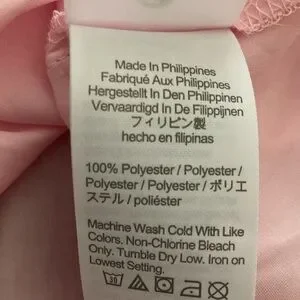 Made In Philippines
Fabriqué Aux Philippines
Hergestellt In Den Philippinen
Vervaardigd In De Filippijnen
フィリピン製
hecho en filipinas
100% Polyester / Polyester /
Polyester / Polyester / ポリエ
ステル / poliéster
Machine Wash Cold With Like
Colors. Non-Chlorine Bleach
Only. Tumble Dry Low. Iron on
Lowest Setting.
30